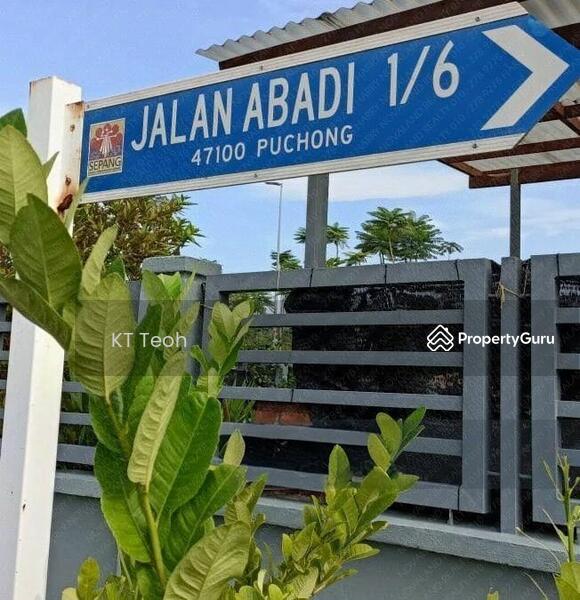 JALAN ABADI 1/6
47100 PUCHONG
SEPANG
KT Teoh
PropertyGuru